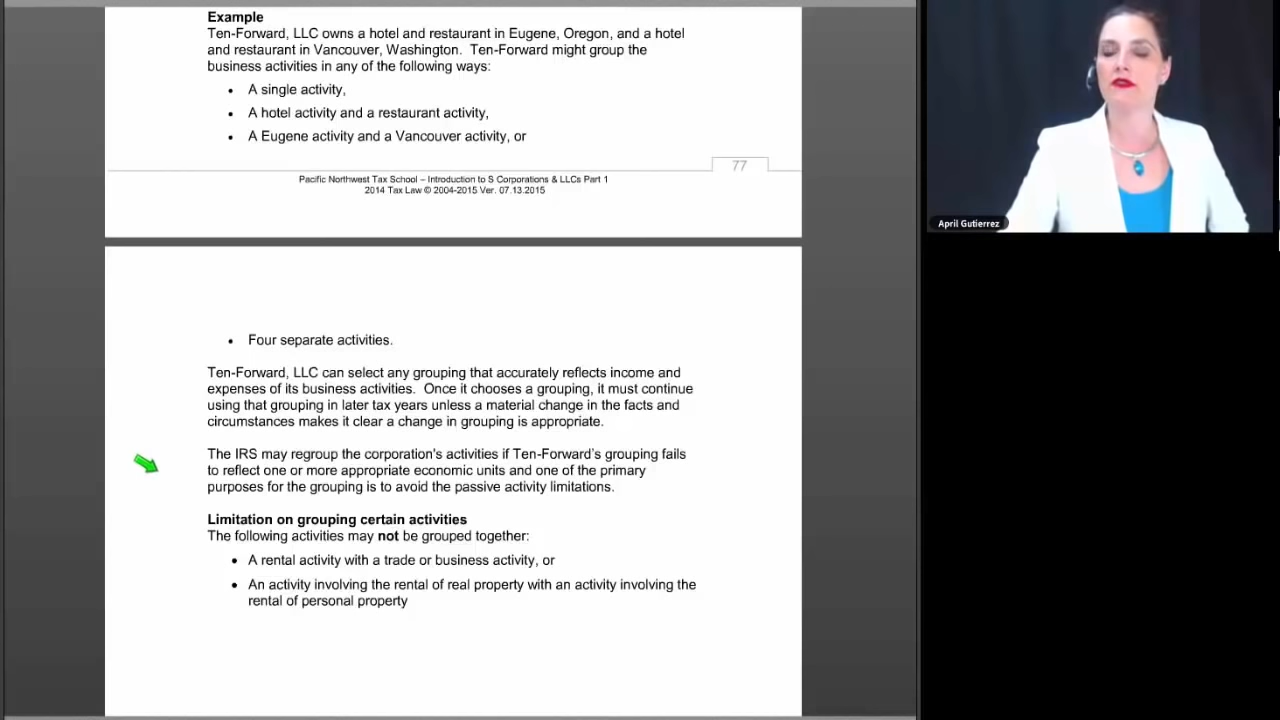 Example
Ten-Forward, LLC owns a hotel and restaurant in Eugene, Oregon, and a hotel
and restaurant in Vancouver, Washington.  Ten-Forward might group the
business activities in any of the following ways:
• A single activity,
• A hotel activity and a restaurant activity,
• A Eugene activity and a Vancouver activity, or
77
Pacific Northwest Tax School – Introduction to S Corporations & LLCs Part 1
2014 Tax Law © 2004-2015 Ver. 07.13.2015
• Four separate activities.
Ten-Forward, LLC can select any grouping that accurately reflects income and
expenses of its business activities.  Once it chooses a grouping, it must continue
using that grouping in later tax years unless a material change in the facts and
circumstances makes it clear a change in grouping is appropriate.
The IRS may regroup the corporation's activities if Ten-Forward's grouping fails
to reflect one or more appropriate economic units and one of the primary
purposes for the grouping is to avoid the passive activity limitations.
Limitation on grouping certain activities
The following activities may not be grouped together:
• A rental activity with a trade or business activity, or
• An activity involving the rental of real property with an activity involving the
rental of personal property
April Gutierrez